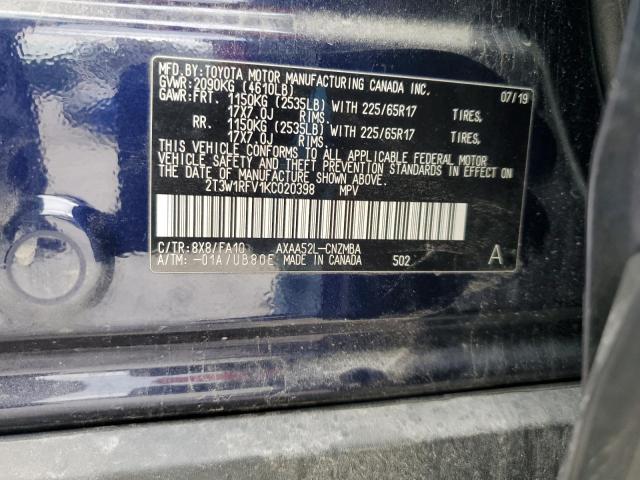 MFD.BY:TOYOTA MOTOR MANUFACTURING CANADA INC. 07/19
GVWR:2090KG (4610LB)
GAWR:FRT. 1150KG (2535LB) WITH 225/65R17 TIRES,
17X7.0J RIMS.
RR. 1150KG (2535LB) WITH 225/65R17 TIRES,
17X7.0J RIMS.
THIS VEHICLE CONFORMS TO ALL APPLICABLE FEDERAL MOTOR
VEHICLE SAFETY AND THEFT PREVENTION STANDARDS IN EFFECT ON
THE DATE OF MANUFACTURE SHOWN ABOVE.
2T3W1RFV1KC020398 MPV
C/TR:8X8/FA10 AXAA52L-CNZMBA
A/TM: -01A/UB80E MADE IN CANADA 502 A